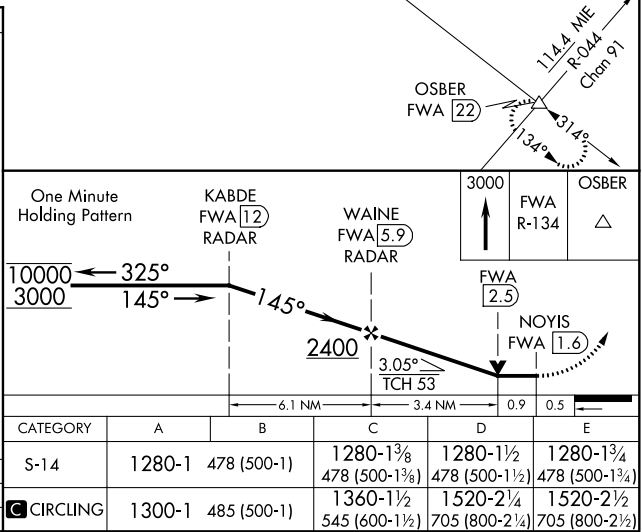 114.4 MIE
R-044
Chan 91
OSBER
FWA 22
314°
134°
One Minute
Holding Pattern
KABDE
FWA 12
RADAR
WAINE
FWA 5.9
RADAR
3000
FWA
R-134
OSBER
10000
3000
325°
145°
145°
2400
3.05°
TCH 53
FWA
2.5
NOYIS
FWA 1.6
6.1 NM
3.4 NM
0.9
0.5
CATEGORY A B C D E
S-14 1280-1 478 (500-1) 1280-1⅜ 478 (500-1⅜) 1280-1½ 478 (500-1½) 1280-1¾ 478 (500-1¾)
C CIRCLING 1300-1 485 (500-1) 1360-1½ 545 (600-1½) 1520-2¼ 705 (800-2¼) 1520-2½ 705 (800-2½)